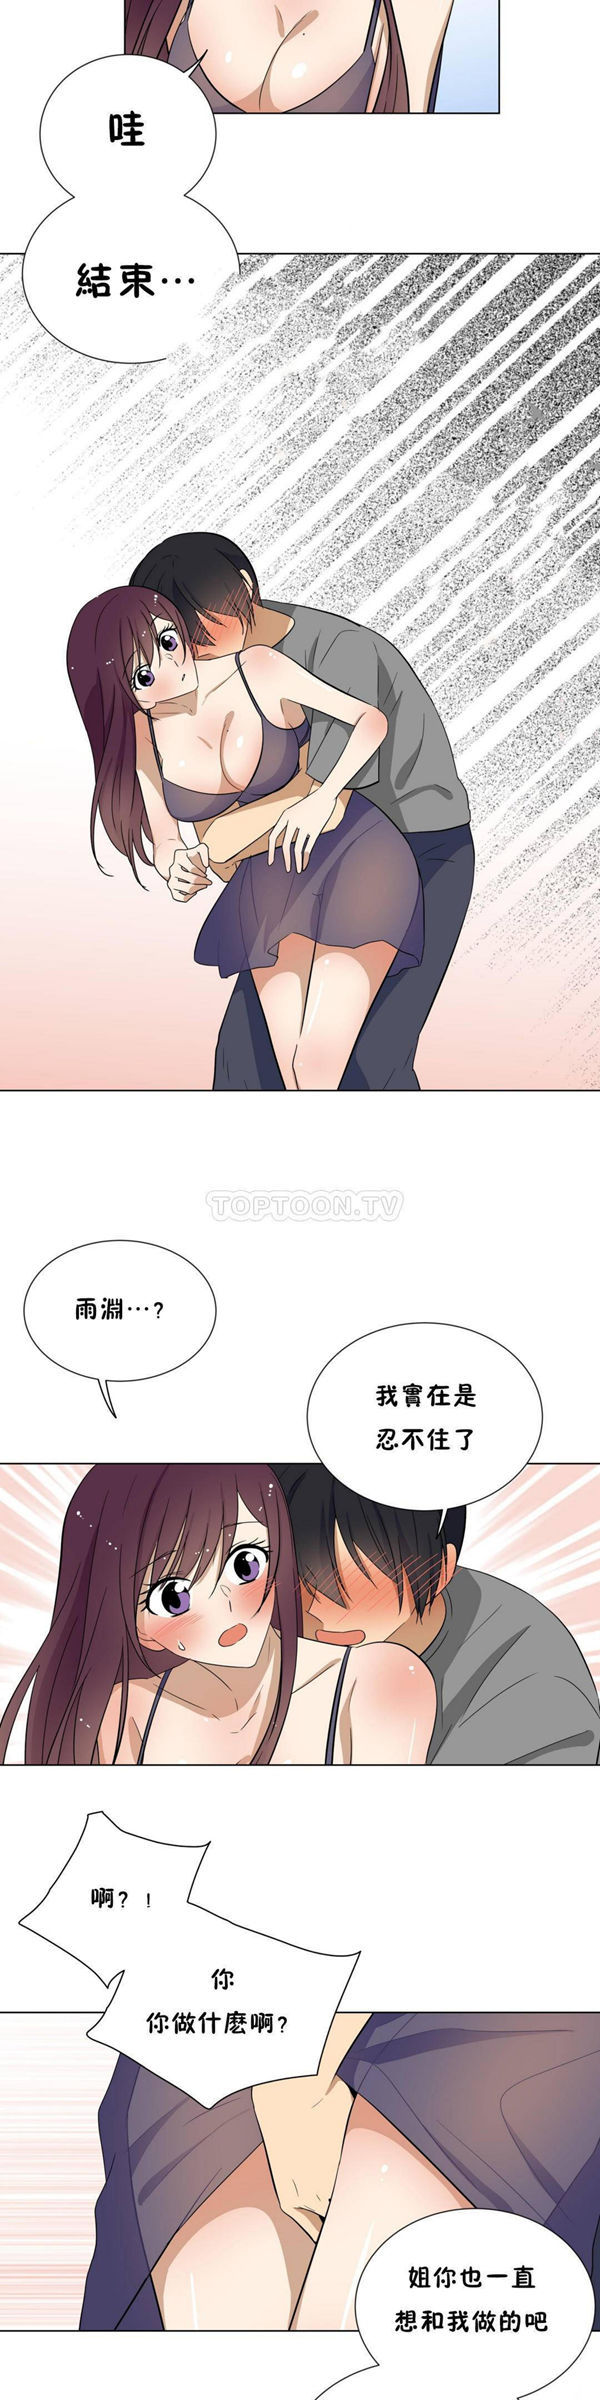 哇
結束…
TOPTOON.TV
雨淵…?
我實在是
忍不住了
啊？！
你
你做什麽啊?
姐你也一直
想和我做的吧